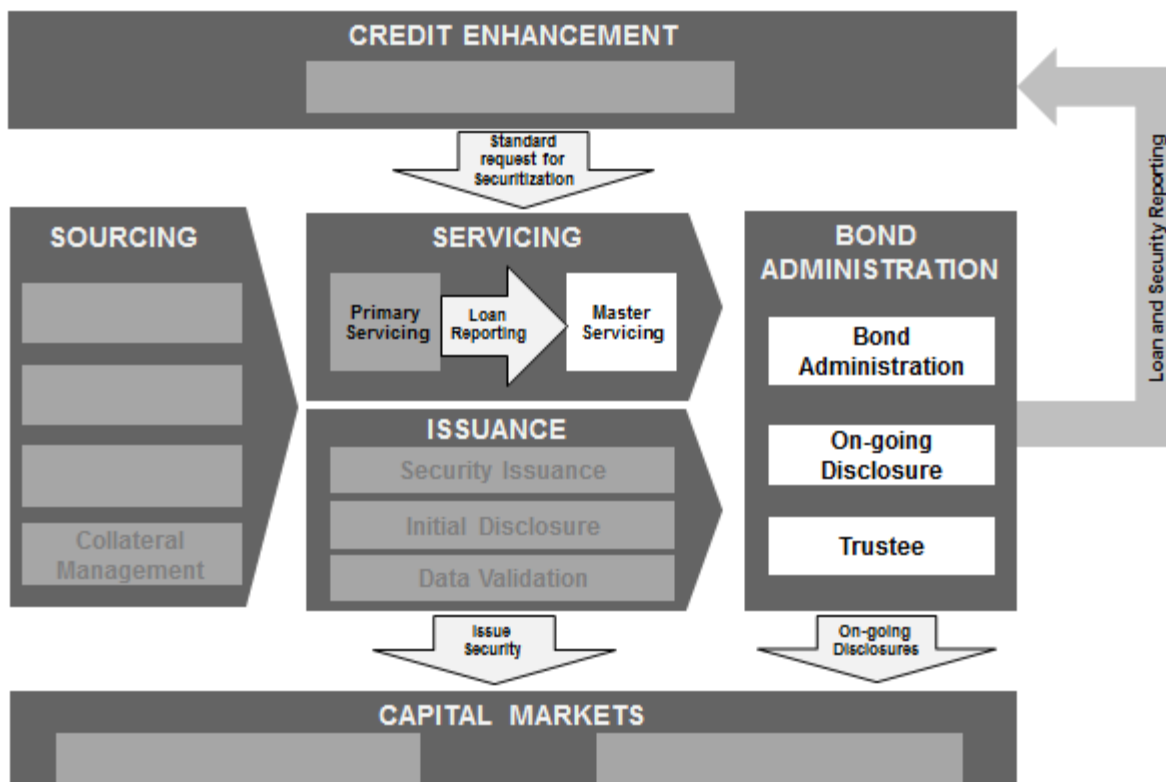 CREDIT ENHANCEMENT
Standard
request for
Securitization
Loan and Security Reporting
SOURCING
Collateral
Management
SERVICING
Primary
Servicing
Loan
Reporting
Master
Servicing
ISSUANCE
Security Issuance
Initial Disclosure
Data Validation
BOND
ADMINISTRATION
Bond
Administration
On-going
Disclosure
Trustee
Issue
Security
On-going
Disclosures
CAPITAL MARKETS